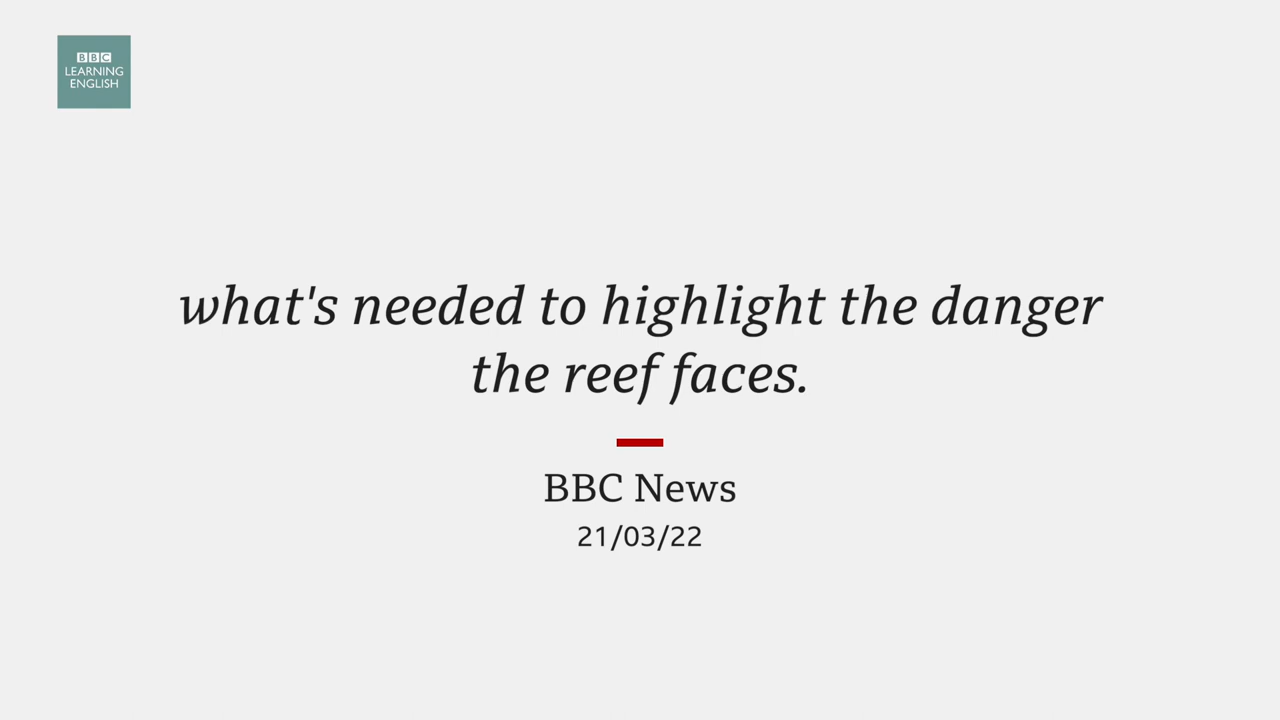 BBC
LEARNING
ENGLISH
what's needed to highlight the danger
the reef faces.
BBC News
21/03/22